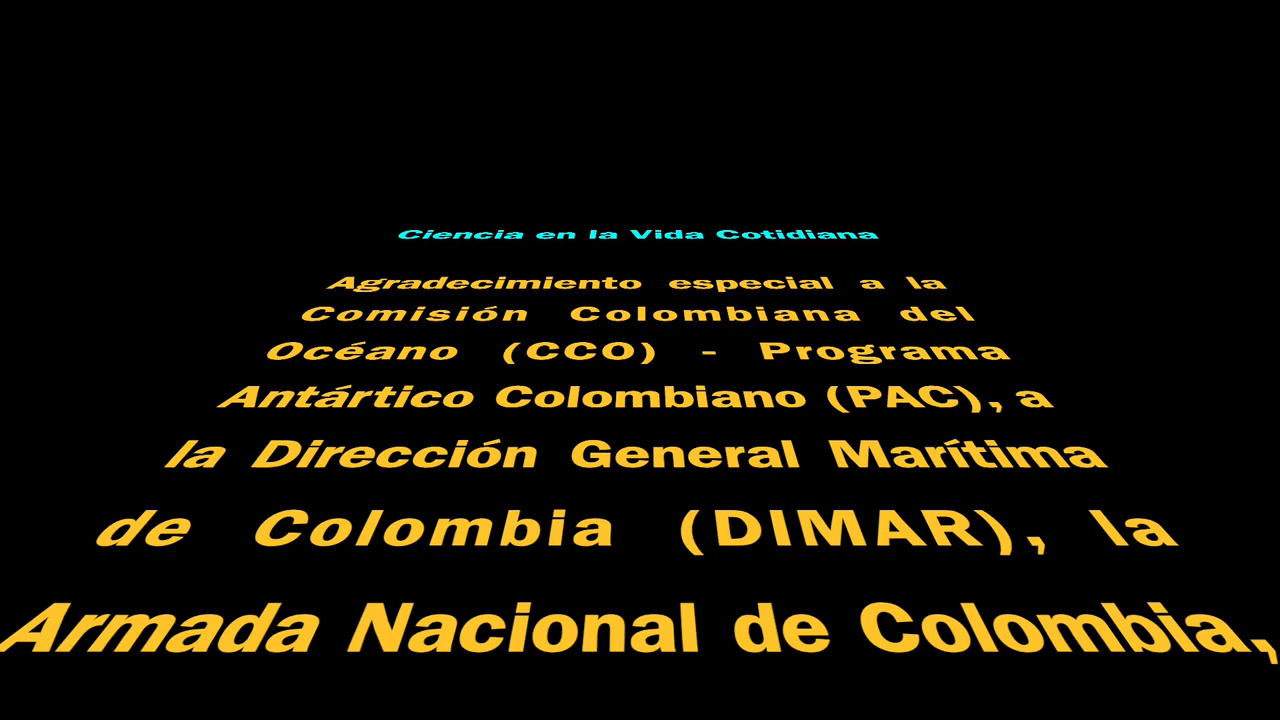 Ciencia en la Vida Cotidiana
Agradecimiento especial a la
Comisión Colombiana del
Océano (CCO) - Programa
Antártico Colombiano (PAC), a
la Dirección General Marítima
de Colombia (DIMAR), la
Armada Nacional de Colombia,